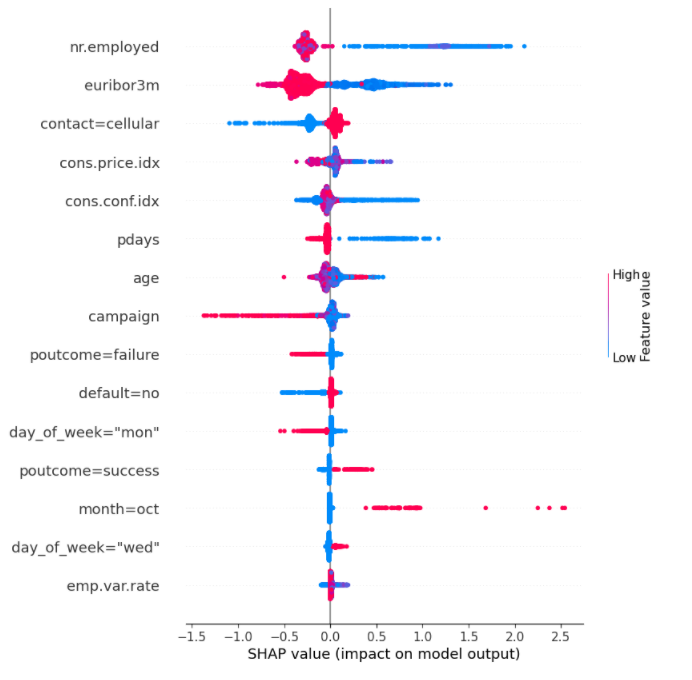 nr.employed
euribor3m
contact=cellular
cons.price.idx
cons.conf.idx
pdays
age
campaign
poutcome=failure
default=no
day_of_week="mon"
poutcome=success
month=oct
day_of_week="wed"
emp.var.rate
−1.5 −1.0 −0.5 0.0 0.5 1.0 1.5 2.0 2.5
SHAP value (impact on model output)
High
Low
Feature value